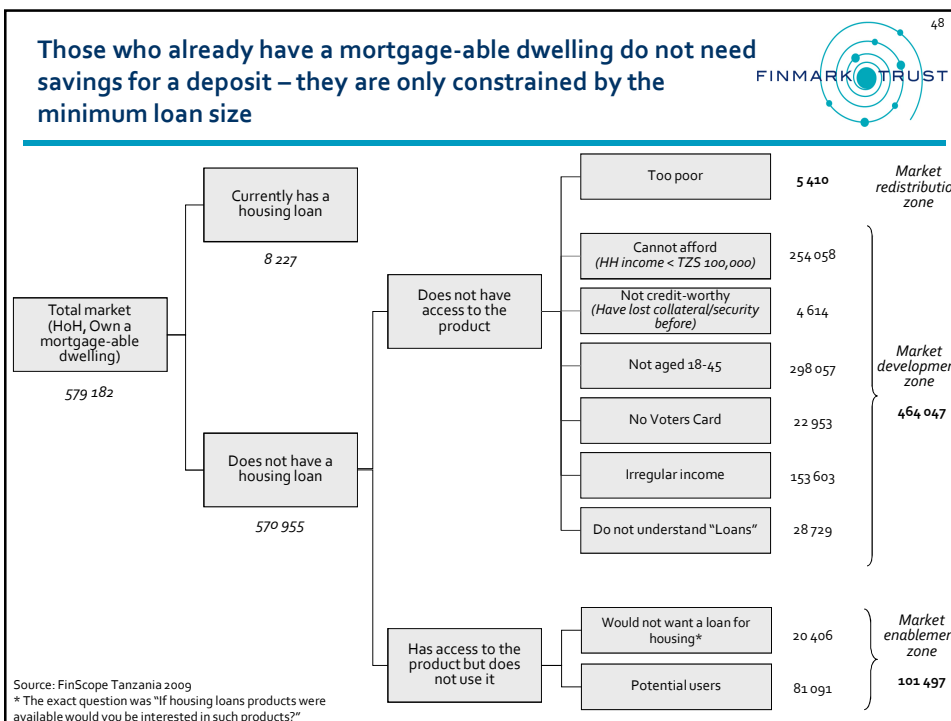 48
Those who already have a mortgage-able dwelling do not need
savings for a deposit – they are only constrained by the
minimum loan size
FINMARK TRUST
Currently has a
housing loan
8 227
Total market
(HoH, Own a
mortgage-able
dwelling)
579 182
Does not have a
housing loan
570 955
Does not have
access to the
product
Has access to the
product but does
not use it
Too poor
5 410
Market
redistributio
zone
Cannot afford
(HH income < TZS 100,000)
254 058
Not credit-worthy
(Have lost collateral/security
before)
4 614
Not aged 18-45
298 057
No Voters Card
22 953
Irregular income
153 603
Do not understand “Loans”
28 729
Market
developmen
zone
464 047
Would not want a loan for
housing*
20 406
Potential users
81 091
Market
enablemen
zone
101 497
Source: FinScope Tanzania 2009
* The exact question was “If housing loans products were
available would you be interested in such products?”